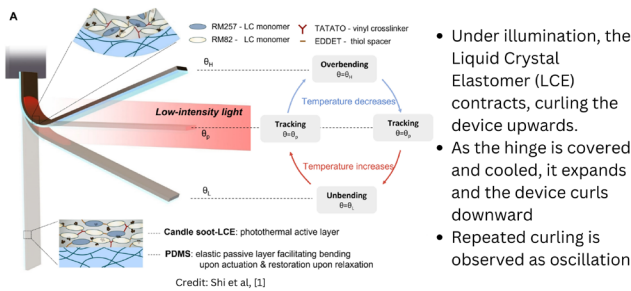 A
RM257 - LC monomer
TATATO - vinyl crosslinker
RM82 - LC monomer
EDDET - thiol spacer
θH
Overbending
θ=θH
Low-intensity light
Temperature decreases
Tracking
θ=θp
θp
Tracking
θ=θp
Temperature increases
θL
Unbending
θ=θL
Candle soot-LCE: photothermal active layer
PDMS: elastic passive layer facilitating bending
upon actuation & restoration upon relaxation
Credit: Shi et al, [1]
• Under illumination, the
Liquid Crystal
Elastomer (LCE)
contracts, curling the
device upwards.
• As the hinge is covered
and cooled, it expands
and the device curls
downward
• Repeated curling is
observed as oscillation